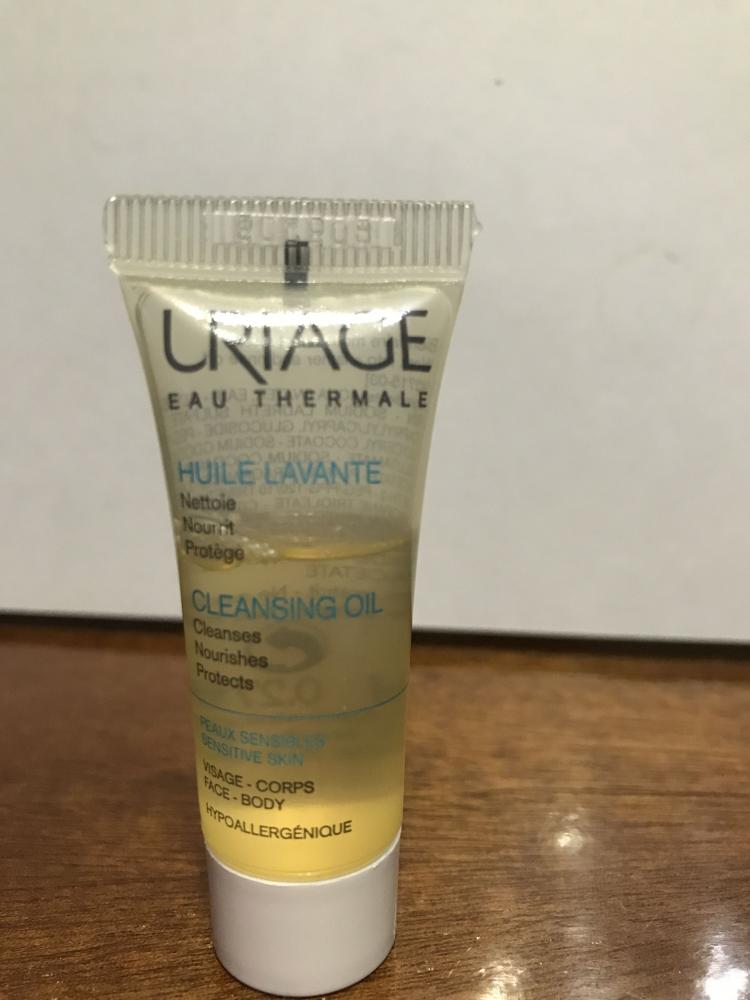 URIAGE
EAU THERMALE
HUILE LAVANTE
Nettoie
Nourrit
Protège
CLEANSING OIL
Cleanses
Nourishes
Protects
PEAUX SENSIBLES
SENSITIVE SKIN
VISAGE - CORPS
FACE - BODY
HYPOALLERGÉNIQUE